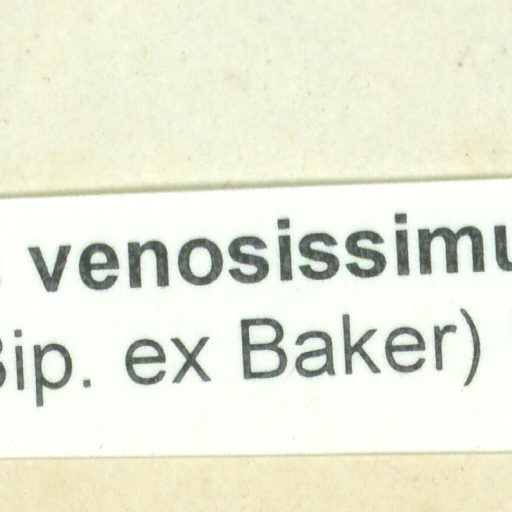 venosissimu
Bip. ex Baker)